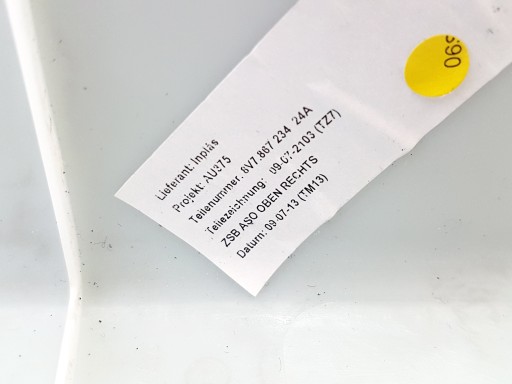 Lieferant: Inplás
Projekt: AU375
Teilenummer: 8V7 867 234 24A
Teilezeichnung: 09-07-2103 (TZ7)
ZSB ASO OBEN RECHTS
Datum: 09-07-13 (TM13)